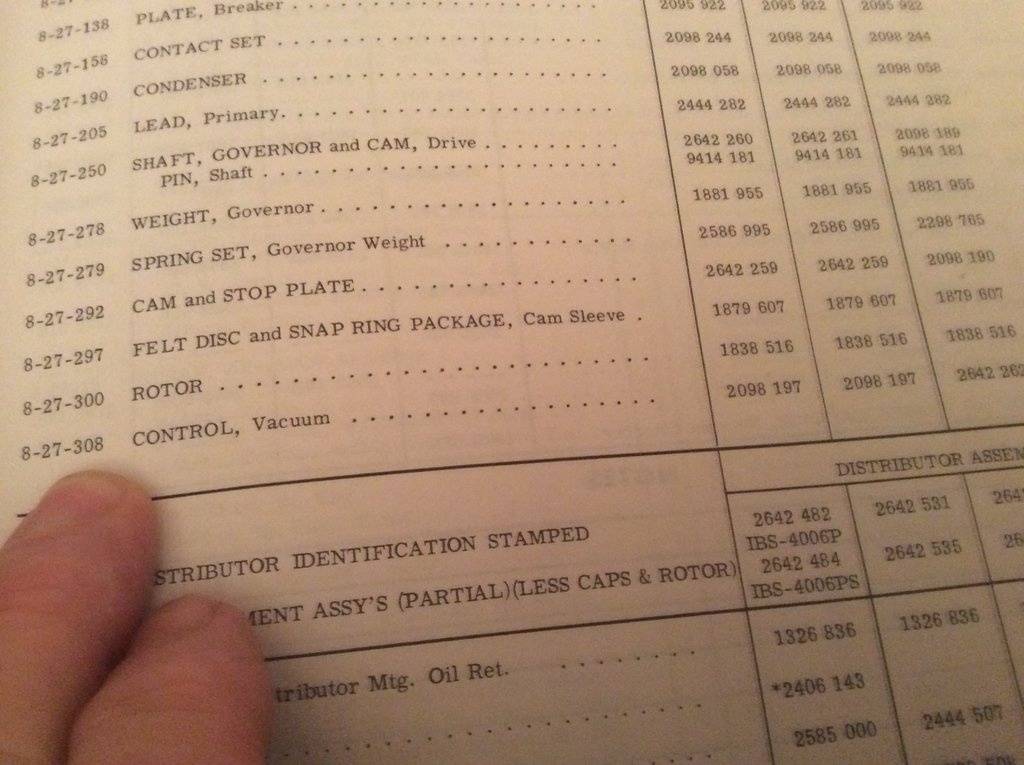 8-27-138 PLATE, Breaker . . . . . . . . . . . . . . . . . . . . 2095 922 2095 922 2095 922
8-27-158 CONTACT SET . . . . . . . . . . . . . . . . . . . . 2098 244 2098 244 2098 244
8-27-190 CONDENSER . . . . . . . . . . . . . . . . . . . . . 2098 058 2098 058 2098 058
8-27-205 LEAD, Primary. . . . . . . . . . . . . . . . . . . . 2444 282 2444 282 2444 282
8-27-250 SHAFT, GOVERNOR and CAM, Drive . . . . . . . . 2642 260 2642 261 2098 189
PIN, Shaft . . . . . . . . . . . . . . . . . . . . . 9414 181 9414 181 9414 181
8-27-278 WEIGHT, Governor . . . . . . . . . . . . . . . . . . 1881 955 1881 955 1881 955
8-27-279 SPRING SET, Governor Weight . . . . . . . . . . . 2586 995 2586 995 2298 765
8-27-292 CAM and STOP PLATE . . . . . . . . . . . . . . . . 2642 259 2642 259 2098 190
8-27-297 FELT DISC and SNAP RING PACKAGE, Cam Sleeve . 1879 607 1879 607 1879 607
8-27-300 ROTOR . . . . . . . . . . . . . . . . . . . . . . . . 1838 516 1838 516 1838 516
8-27-308 CONTROL, Vacuum . . . . . . . . . . . . . . . . . 2098 197 2098 197 2642 262
DISTRIBUTOR ASSEM
2642 482 2642 531
STRIBUTOR IDENTIFICATION STAMPED IBS-4006P
2642 484 2642 535
MENT ASSY'S (PARTIAL)(LESS CAPS & ROTOR) IBS-4006PS
1326 836 1326 836
tributor Mtg. Oil Ret. . . . . . . . . *2406 143
2585 000 2444 507